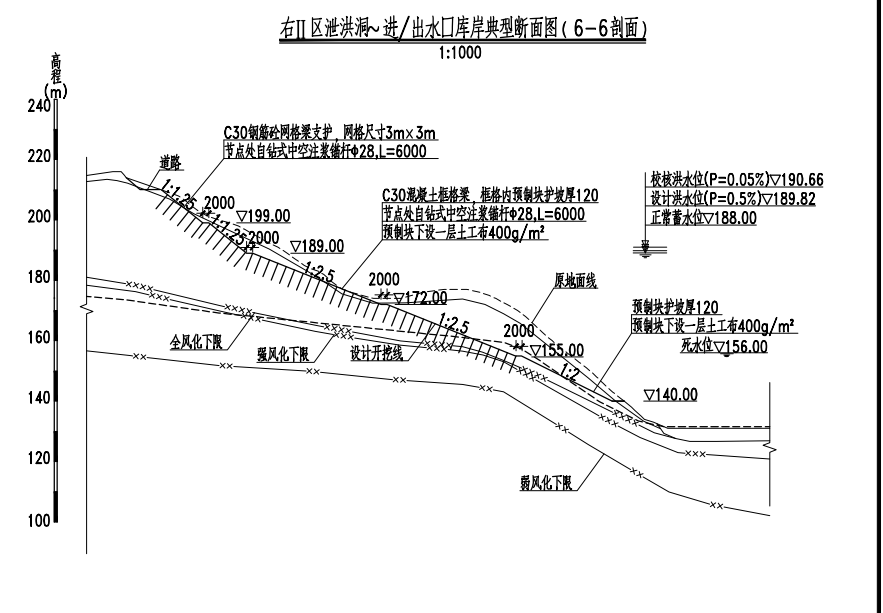 右II区泄洪洞~进/出水口库岸典型断面图(6-6剖面)
1:1000
高程
(m)
240
220
200
180
160
140
120
100
C30钢筋砼网格梁支护，网格尺寸3m×3m
节点处自钻式中空注浆锚杆Φ28,L=6000
道路
1:1.25
2000
▽199.00
1:1.25
2000
▽189.00
C30混凝土框格梁，框格内预制块护坡厚120
节点处自钻式中空注浆锚杆Φ28,L=6000
预制块下设一层土工布400g/m²
校核洪水位(P=0.05%)▽190.66
设计洪水位(P=0.5%)▽189.82
正常蓄水位▽188.00
1:2.5
2000
▽172.00
原地面线
预制块护坡厚120
预制块下设一层土工布400g/m²
死水位▽156.00
1:2.5
2000
▽155.00
1:2
▽140.00
全风化下限
强风化下限
设计开挖线
弱风化下限